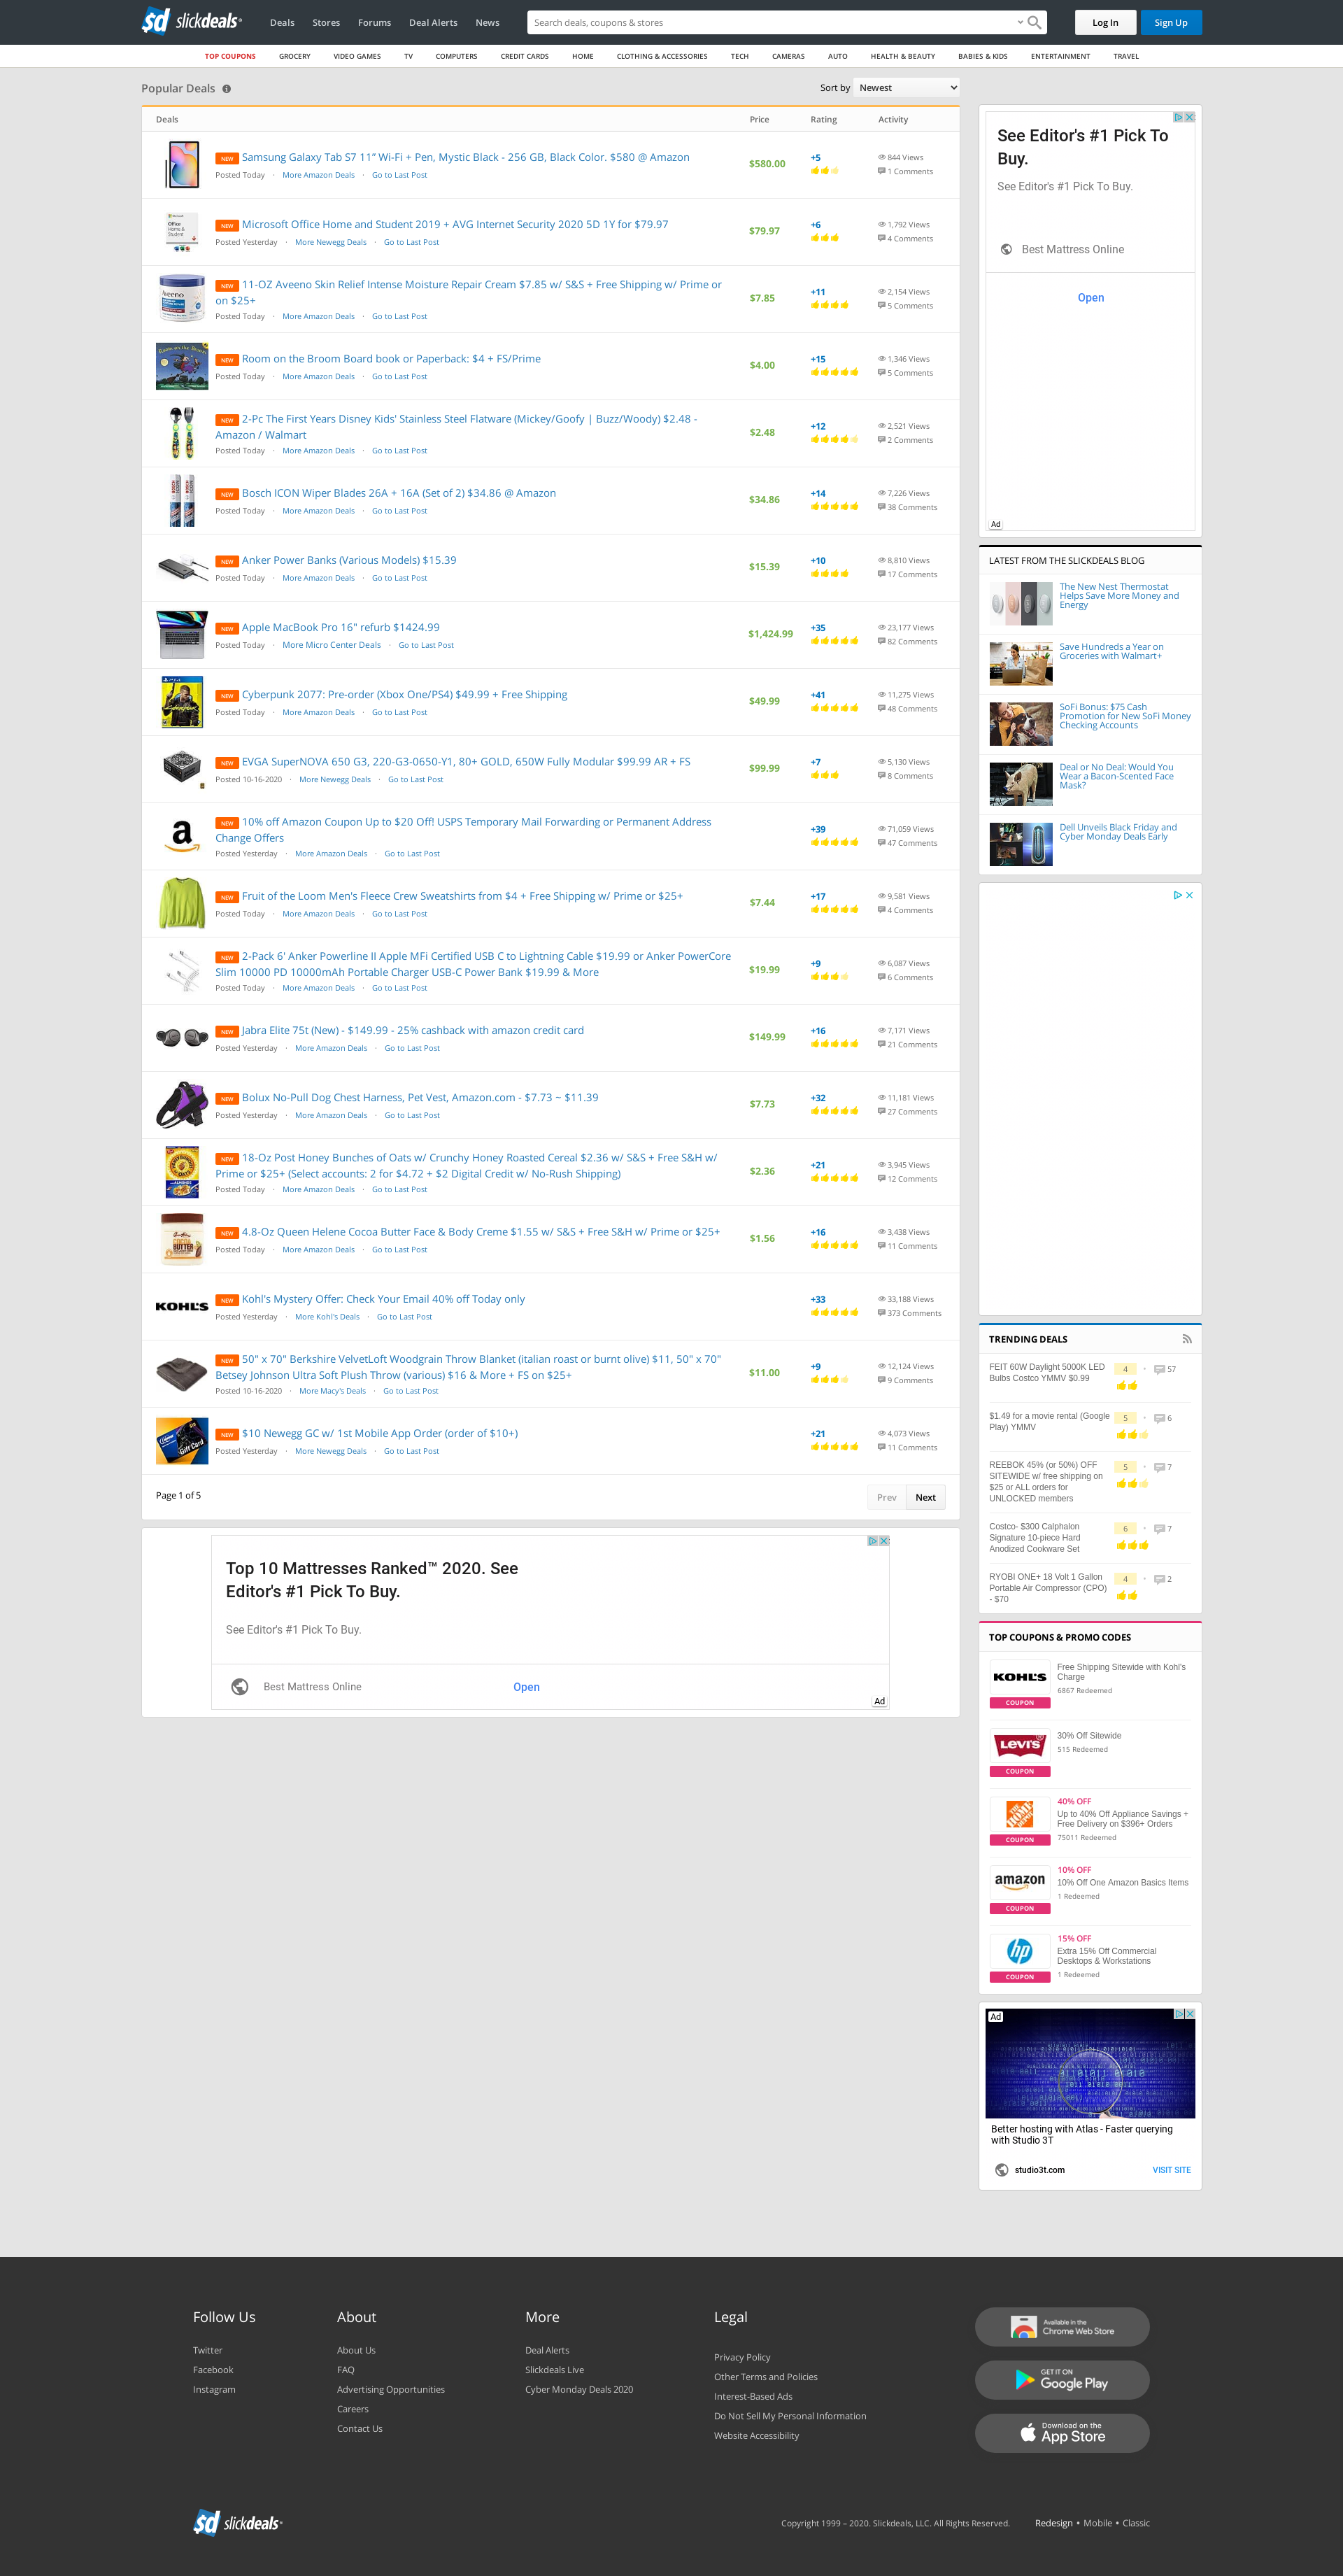 slickdeals
Deals Stores Forums Deal Alerts News
Search deals, coupons & stores
Log In Sign Up
TOP COUPONS GROCERY VIDEO GAMES TV COMPUTERS CREDIT CARDS HOME CLOTHING & ACCESSORIES TECH CAMERAS AUTO HEALTH & BEAUTY BABIES & KIDS ENTERTAINMENT TRAVEL
Popular Deals
Sort by Newest
Deals Price Rating Activity
NEW Samsung Galaxy Tab S7 11” Wi-Fi + Pen, Mystic Black - 256 GB, Black Color. $580 @ Amazon
Posted Today · More Amazon Deals · Go to Last Post
$580.00 +5 844 Views
1 Comments
NEW Microsoft Office Home and Student 2019 + AVG Internet Security 2020 5D 1Y for $79.97
Posted Yesterday · More Newegg Deals · Go to Last Post
$79.97 +6 1,792 Views
4 Comments
NEW 11-OZ Aveeno Skin Relief Intense Moisture Repair Cream $7.85 w/ S&S + Free Shipping w/ Prime or
on $25+
Posted Today · More Amazon Deals · Go to Last Post
$7.85 +11 2,154 Views
5 Comments
NEW Room on the Broom Board book or Paperback: $4 + FS/Prime
Posted Today · More Amazon Deals · Go to Last Post
$4.00 +15 1,346 Views
5 Comments
NEW 2-Pc The First Years Disney Kids' Stainless Steel Flatware (Mickey/Goofy | Buzz/Woody) $2.48 -
Amazon / Walmart
Posted Today · More Amazon Deals · Go to Last Post
$2.48 +12 2,521 Views
2 Comments
NEW Bosch ICON Wiper Blades 26A + 16A (Set of 2) $34.86 @ Amazon
Posted Today · More Amazon Deals · Go to Last Post
$34.86 +14 7,226 Views
38 Comments
NEW Anker Power Banks (Various Models) $15.39
Posted Today · More Amazon Deals · Go to Last Post
$15.39 +10 8,810 Views
17 Comments
NEW Apple MacBook Pro 16" refurb $1424.99
Posted Today · More Micro Center Deals · Go to Last Post
$1,424.99 +35 23,177 Views
82 Comments
NEW Cyberpunk 2077: Pre-order (Xbox One/PS4) $49.99 + Free Shipping
Posted Today · More Amazon Deals · Go to Last Post
$49.99 +41 11,275 Views
48 Comments
NEW EVGA SuperNOVA 650 G3, 220-G3-0650-Y1, 80+ GOLD, 650W Fully Modular $99.99 AR + FS
Posted 10-16-2020 · More Newegg Deals · Go to Last Post
$99.99 +7 5,130 Views
8 Comments
NEW 10% off Amazon Coupon Up to $20 Off! USPS Temporary Mail Forwarding or Permanent Address
Change Offers
Posted Yesterday · More Amazon Deals · Go to Last Post
+39 71,059 Views
47 Comments
NEW Fruit of the Loom Men's Fleece Crew Sweatshirts from $4 + Free Shipping w/ Prime or $25+
Posted Today · More Amazon Deals · Go to Last Post
$7.44 +17 9,581 Views
4 Comments
NEW 2-Pack 6' Anker Powerline II Apple MFi Certified USB C to Lightning Cable $19.99 or Anker PowerCore
Slim 10000 PD 10000mAh Portable Charger USB-C Power Bank $19.99 & More
Posted Today · More Amazon Deals · Go to Last Post
$19.99 +9 6,087 Views
6 Comments
NEW Jabra Elite 75t (New) - $149.99 - 25% cashback with amazon credit card
Posted Yesterday · More Amazon Deals · Go to Last Post
$149.99 +16 7,171 Views
21 Comments
NEW Bolux No-Pull Dog Chest Harness, Pet Vest, Amazon.com - $7.73 ~ $11.39
Posted Yesterday · More Amazon Deals · Go to Last Post
$7.73 +32 11,181 Views
27 Comments
NEW 18-Oz Post Honey Bunches of Oats w/ Crunchy Honey Roasted Cereal $2.36 w/ S&S + Free S&H w/
Prime or $25+ (Select accounts: 2 for $4.72 + $2 Digital Credit w/ No-Rush Shipping)
Posted Today · More Amazon Deals · Go to Last Post
$2.36 +21 3,945 Views
12 Comments
NEW 4.8-Oz Queen Helene Cocoa Butter Face & Body Creme $1.55 w/ S&S + Free S&H w/ Prime or $25+
Posted Today · More Amazon Deals · Go to Last Post
$1.56 +16 3,438 Views
11 Comments
KOHL'S
NEW Kohl's Mystery Offer: Check Your Email 40% off Today only
Posted Yesterday · More Kohl's Deals · Go to Last Post
+33 33,188 Views
373 Comments
NEW 50" x 70" Berkshire VelvetLoft Woodgrain Throw Blanket (italian roast or burnt olive) $11, 50" x 70"
Betsey Johnson Ultra Soft Plush Throw (various) $16 & More + FS on $25+
Posted 10-16-2020 · More Macy's Deals · Go to Last Post
$11.00 +9 12,124 Views
9 Comments
NEW $10 Newegg GC w/ 1st Mobile App Order (order of $10+)
Posted Yesterday · More Newegg Deals · Go to Last Post
+21 4,073 Views
11 Comments
Page 1 of 5
Prev Next
Top 10 Mattresses Ranked™ 2020. See
Editor's #1 Pick To Buy.
See Editor's #1 Pick To Buy.
Best Mattress Online Open
Ad
See Editor's #1 Pick To
Buy.
See Editor's #1 Pick To Buy.
Best Mattress Online
Open
Ad
LATEST FROM THE SLICKDEALS BLOG
The New Nest Thermostat
Helps Save More Money and
Energy
Save Hundreds a Year on
Groceries with Walmart+
SoFi Bonus: $75 Cash
Promotion for New SoFi Money
Checking Accounts
Deal or No Deal: Would You
Wear a Bacon-Scented Face
Mask?
Dell Unveils Black Friday and
Cyber Monday Deals Early
TRENDING DEALS
FEIT 60W Daylight 5000K LED
Bulbs Costco YMMV $0.99
4 57
$1.49 for a movie rental (Google
Play) YMMV
5 6
REEBOK 45% (or 50%) OFF
SITEWIDE w/ free shipping on
$25 or ALL orders for
UNLOCKED members
5 7
Costco- $300 Calphalon
Signature 10-piece Hard
Anodized Cookware Set
6 7
RYOBI ONE+ 18 Volt 1 Gallon
Portable Air Compressor (CPO)
- $70
4 2
TOP COUPONS & PROMO CODES
KOHL'S
COUPON
Free Shipping Sitewide with Kohl's
Charge
6867 Redeemed
LEVI'S
COUPON
30% Off Sitewide
515 Redeemed
THE HOME DEPOT
COUPON
40% OFF
Up to 40% Off Appliance Savings +
Free Delivery on $396+ Orders
75011 Redeemed
amazon
COUPON
10% OFF
10% Off One Amazon Basics Items
1 Redeemed
hp
COUPON
15% OFF
Extra 15% Off Commercial
Desktops & Workstations
1 Redeemed
Ad
Better hosting with Atlas - Faster querying
with Studio 3T
studio3t.com VISIT SITE
Follow Us
Twitter
Facebook
Instagram
About
About Us
FAQ
Advertising Opportunities
Careers
Contact Us
More
Deal Alerts
Slickdeals Live
Cyber Monday Deals 2020
Legal
Privacy Policy
Other Terms and Policies
Interest-Based Ads
Do Not Sell My Personal Information
Website Accessibility
Available in the
Chrome Web Store
GET IT ON
Google Play
Download on the
App Store
slickdeals
Copyright 1999 – 2020. Slickdeals, LLC. All Rights Reserved.
Redesign • Mobile • Classic